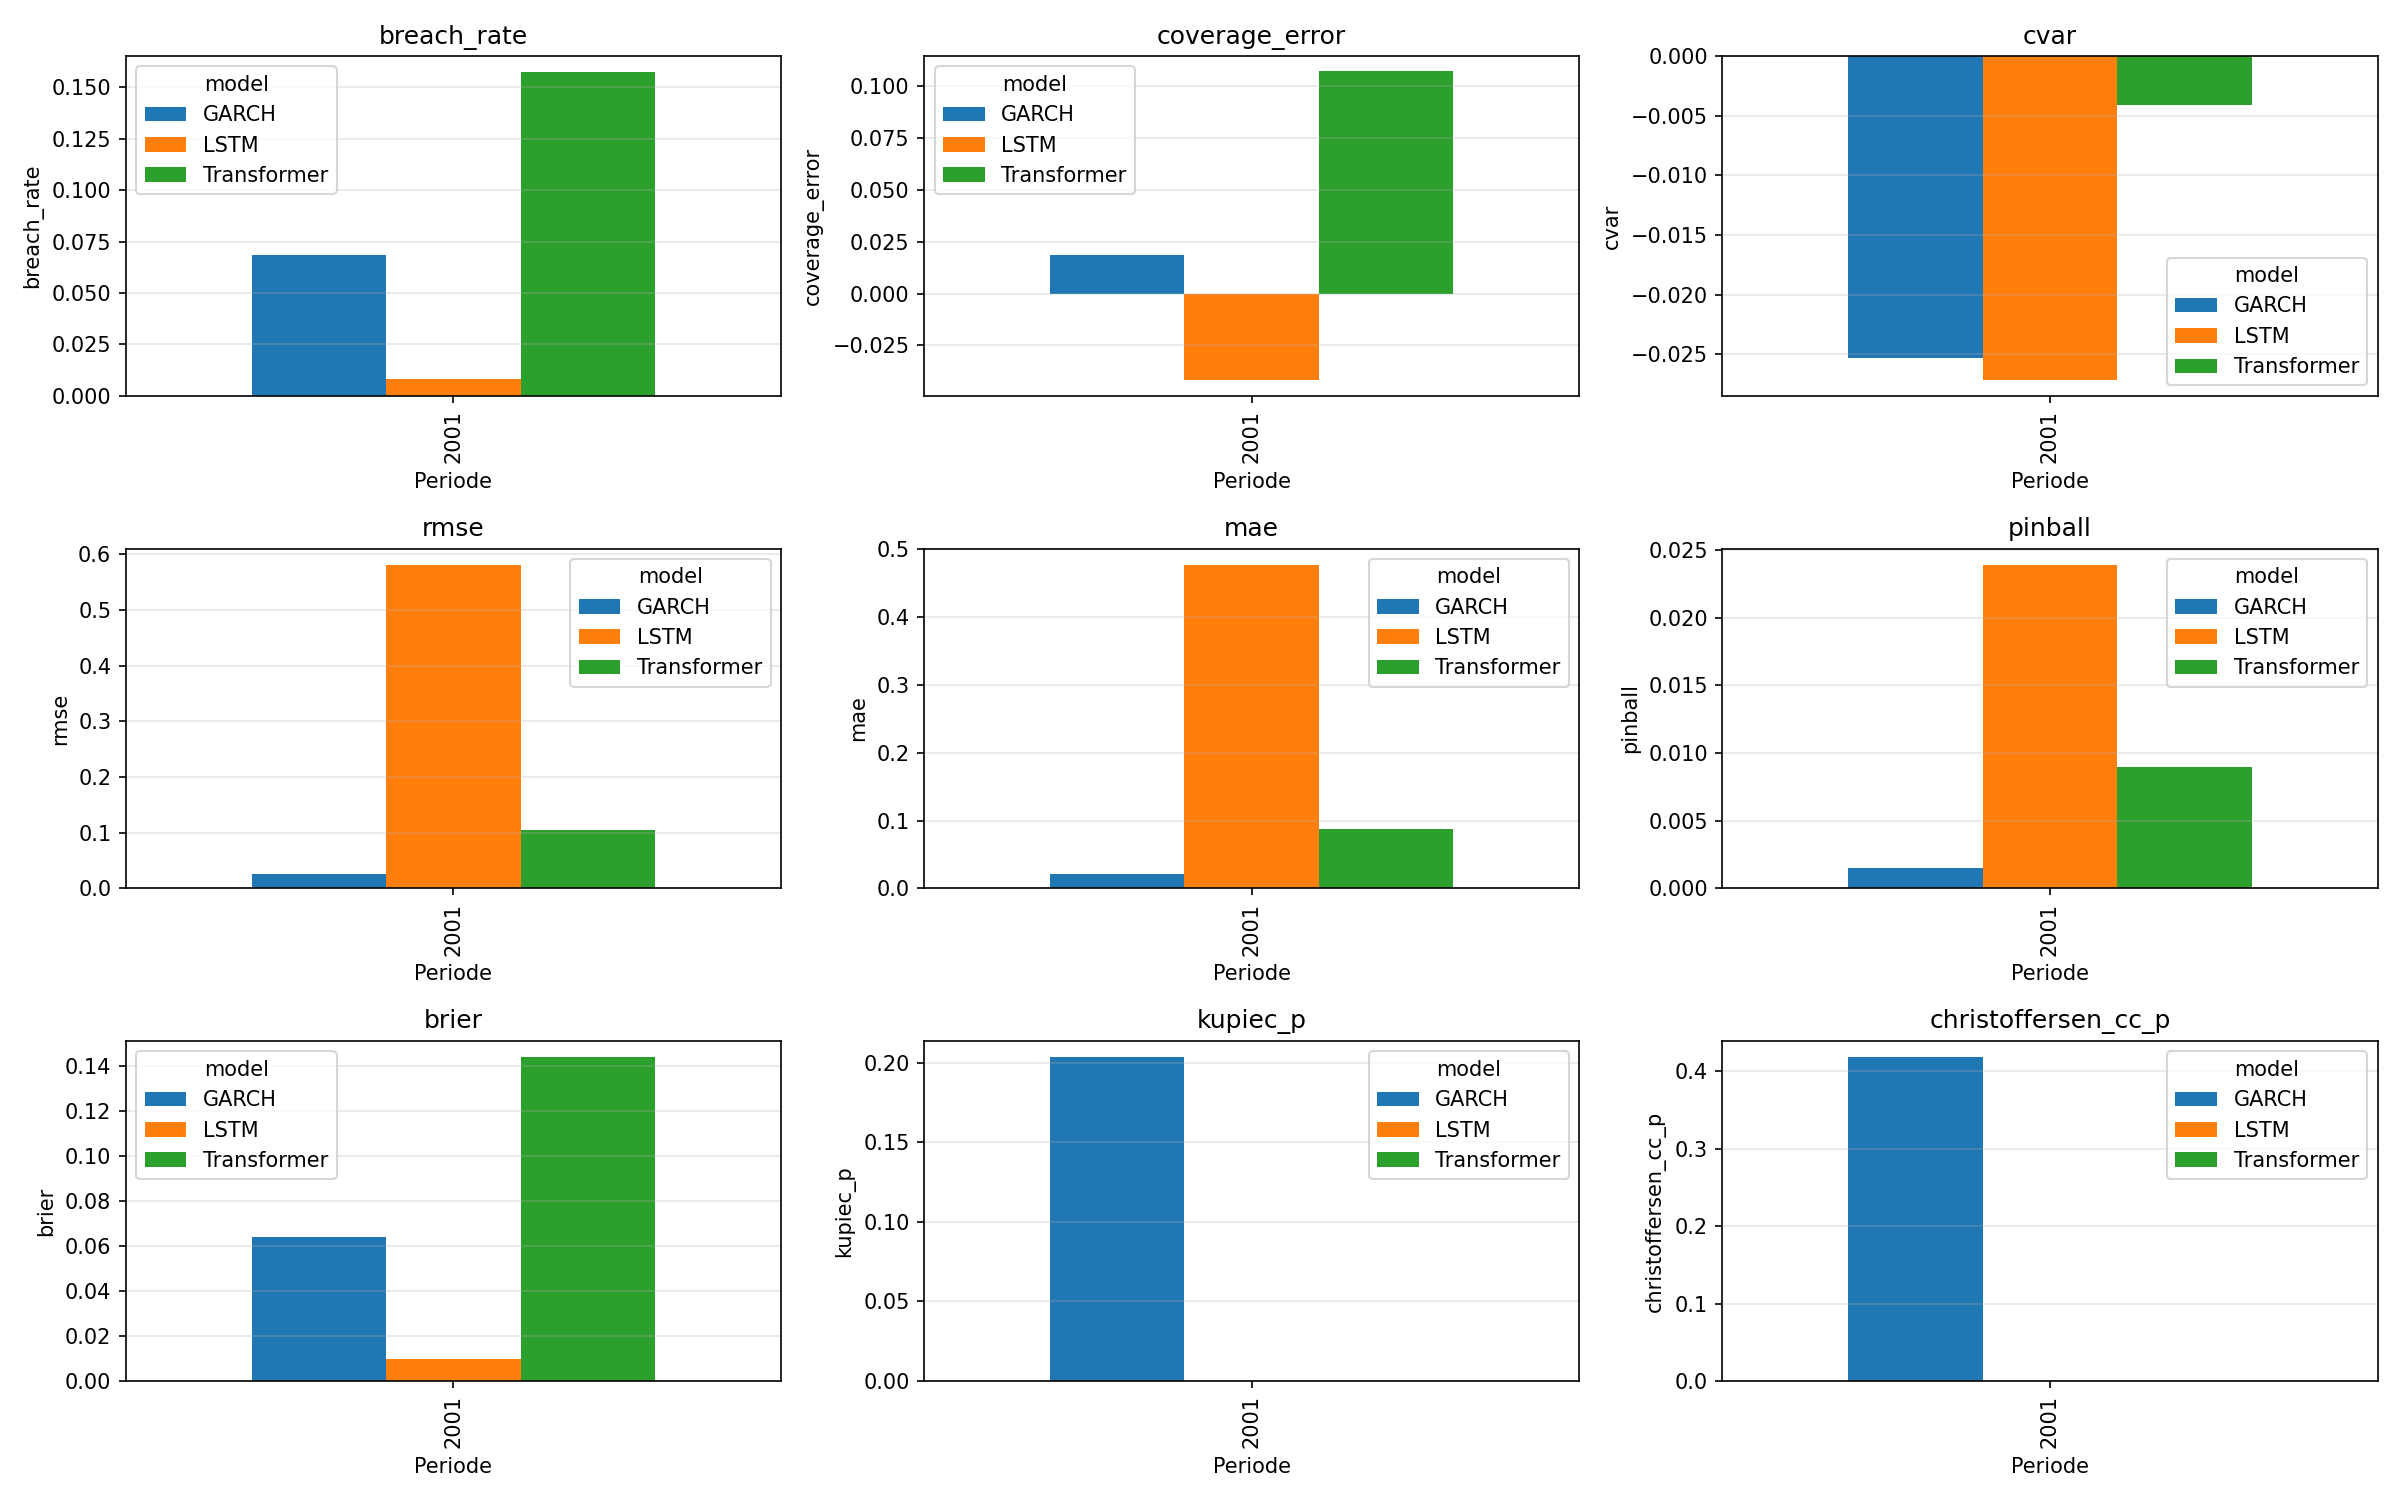 breach_rate
breach_rate
0.150
0.125
0.100
0.075
0.050
0.025
0.000
model
GARCH
LSTM
Transformer
2001
Periode
coverage_error
coverage_error
0.100
0.075
0.050
0.025
0.000
−0.025
model
GARCH
LSTM
Transformer
2001
Periode
cvar
cvar
0.000
−0.005
−0.010
−0.015
−0.020
−0.025
model
GARCH
LSTM
Transformer
2001
Periode
rmse
rmse
0.6
0.5
0.4
0.3
0.2
0.1
0.0
model
GARCH
LSTM
Transformer
2001
Periode
mae
mae
0.5
0.4
0.3
0.2
0.1
0.0
model
GARCH
LSTM
Transformer
2001
Periode
pinball
pinball
0.025
0.020
0.015
0.010
0.005
0.000
model
GARCH
LSTM
Transformer
2001
Periode
brier
brier
0.14
0.12
0.10
0.08
0.06
0.04
0.02
0.00
model
GARCH
LSTM
Transformer
2001
Periode
kupiec_p
kupiec_p
0.20
0.15
0.10
0.05
0.00
model
GARCH
LSTM
Transformer
2001
Periode
christoffersen_cc_p
christoffersen_cc_p
0.4
0.3
0.2
0.1
0.0
model
GARCH
LSTM
Transformer
2001
Periode